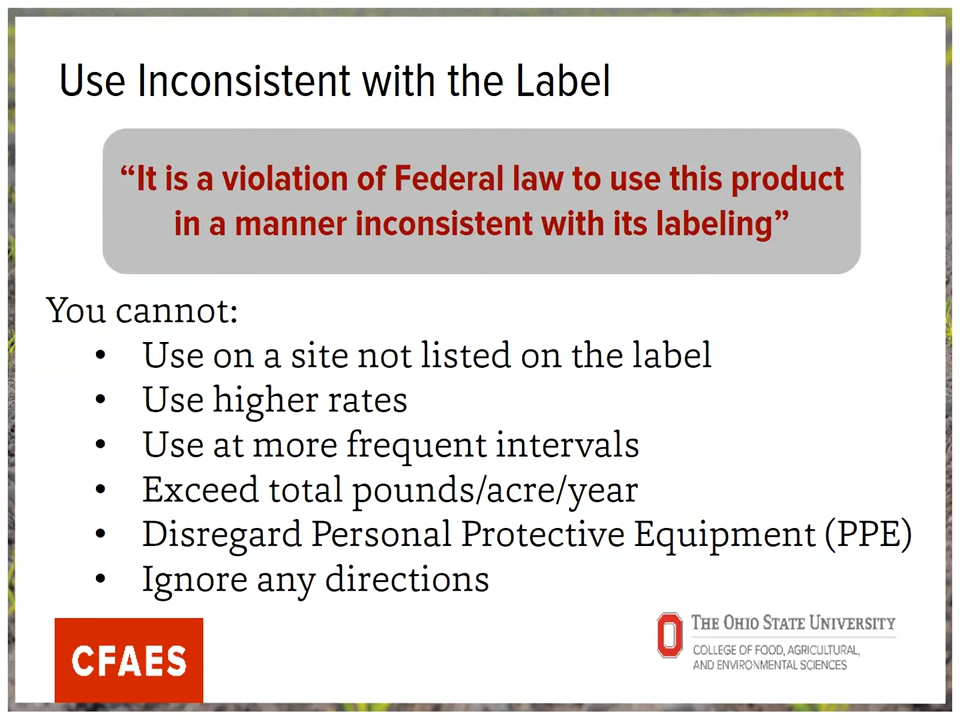 Use Inconsistent with the Label
“It is a violation of Federal law to use this product
in a manner inconsistent with its labeling”
You cannot:
• Use on a site not listed on the label
• Use higher rates
• Use at more frequent intervals
• Exceed total pounds/acre/year
• Disregard Personal Protective Equipment (PPE)
• Ignore any directions
CFAES
THE OHIO STATE UNIVERSITY
COLLEGE OF FOOD, AGRICULTURAL,
AND ENVIRONMENTAL SCIENCES